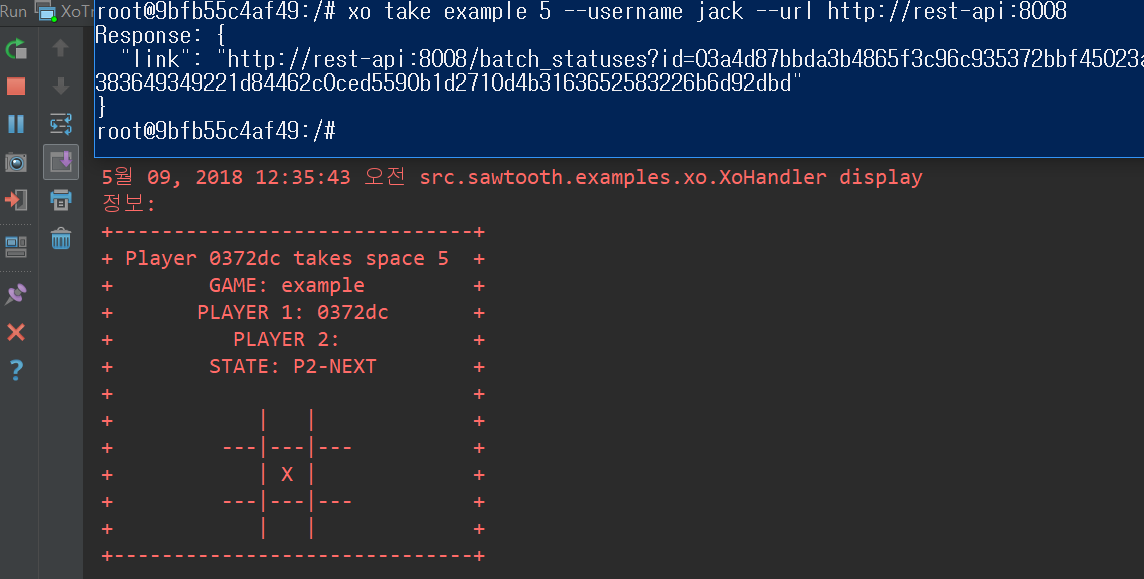 Run XoTr
root@9bfb55c4af49:/# xo take example 5 --username jack --url http://rest-api:8008
Response: {
  "link": "http://rest-api:8008/batch_statuses?id=03a4d87bbda3b4865f3c96c935372bbf45023a
383649349221d84462c0ced5590b1d2710d4b3163652583226b6d92dbd"
}
root@9bfb55c4af49:/#
5월 09, 2018 12:35:43 오전 src.sawtooth.examples.xo.XoHandler display
정보:
+------------------------------+
+ Player 0372dc takes space 5  +
+        GAME: example         +
+       PLAYER 1: 0372dc       +
+          PLAYER 2:           +
+        STATE: P2-NEXT        +
+                              +
+            |   |             +
+         ---|---|---          +
+            | X |             +
+         ---|---|---          +
+            |   |             +
+------------------------------+